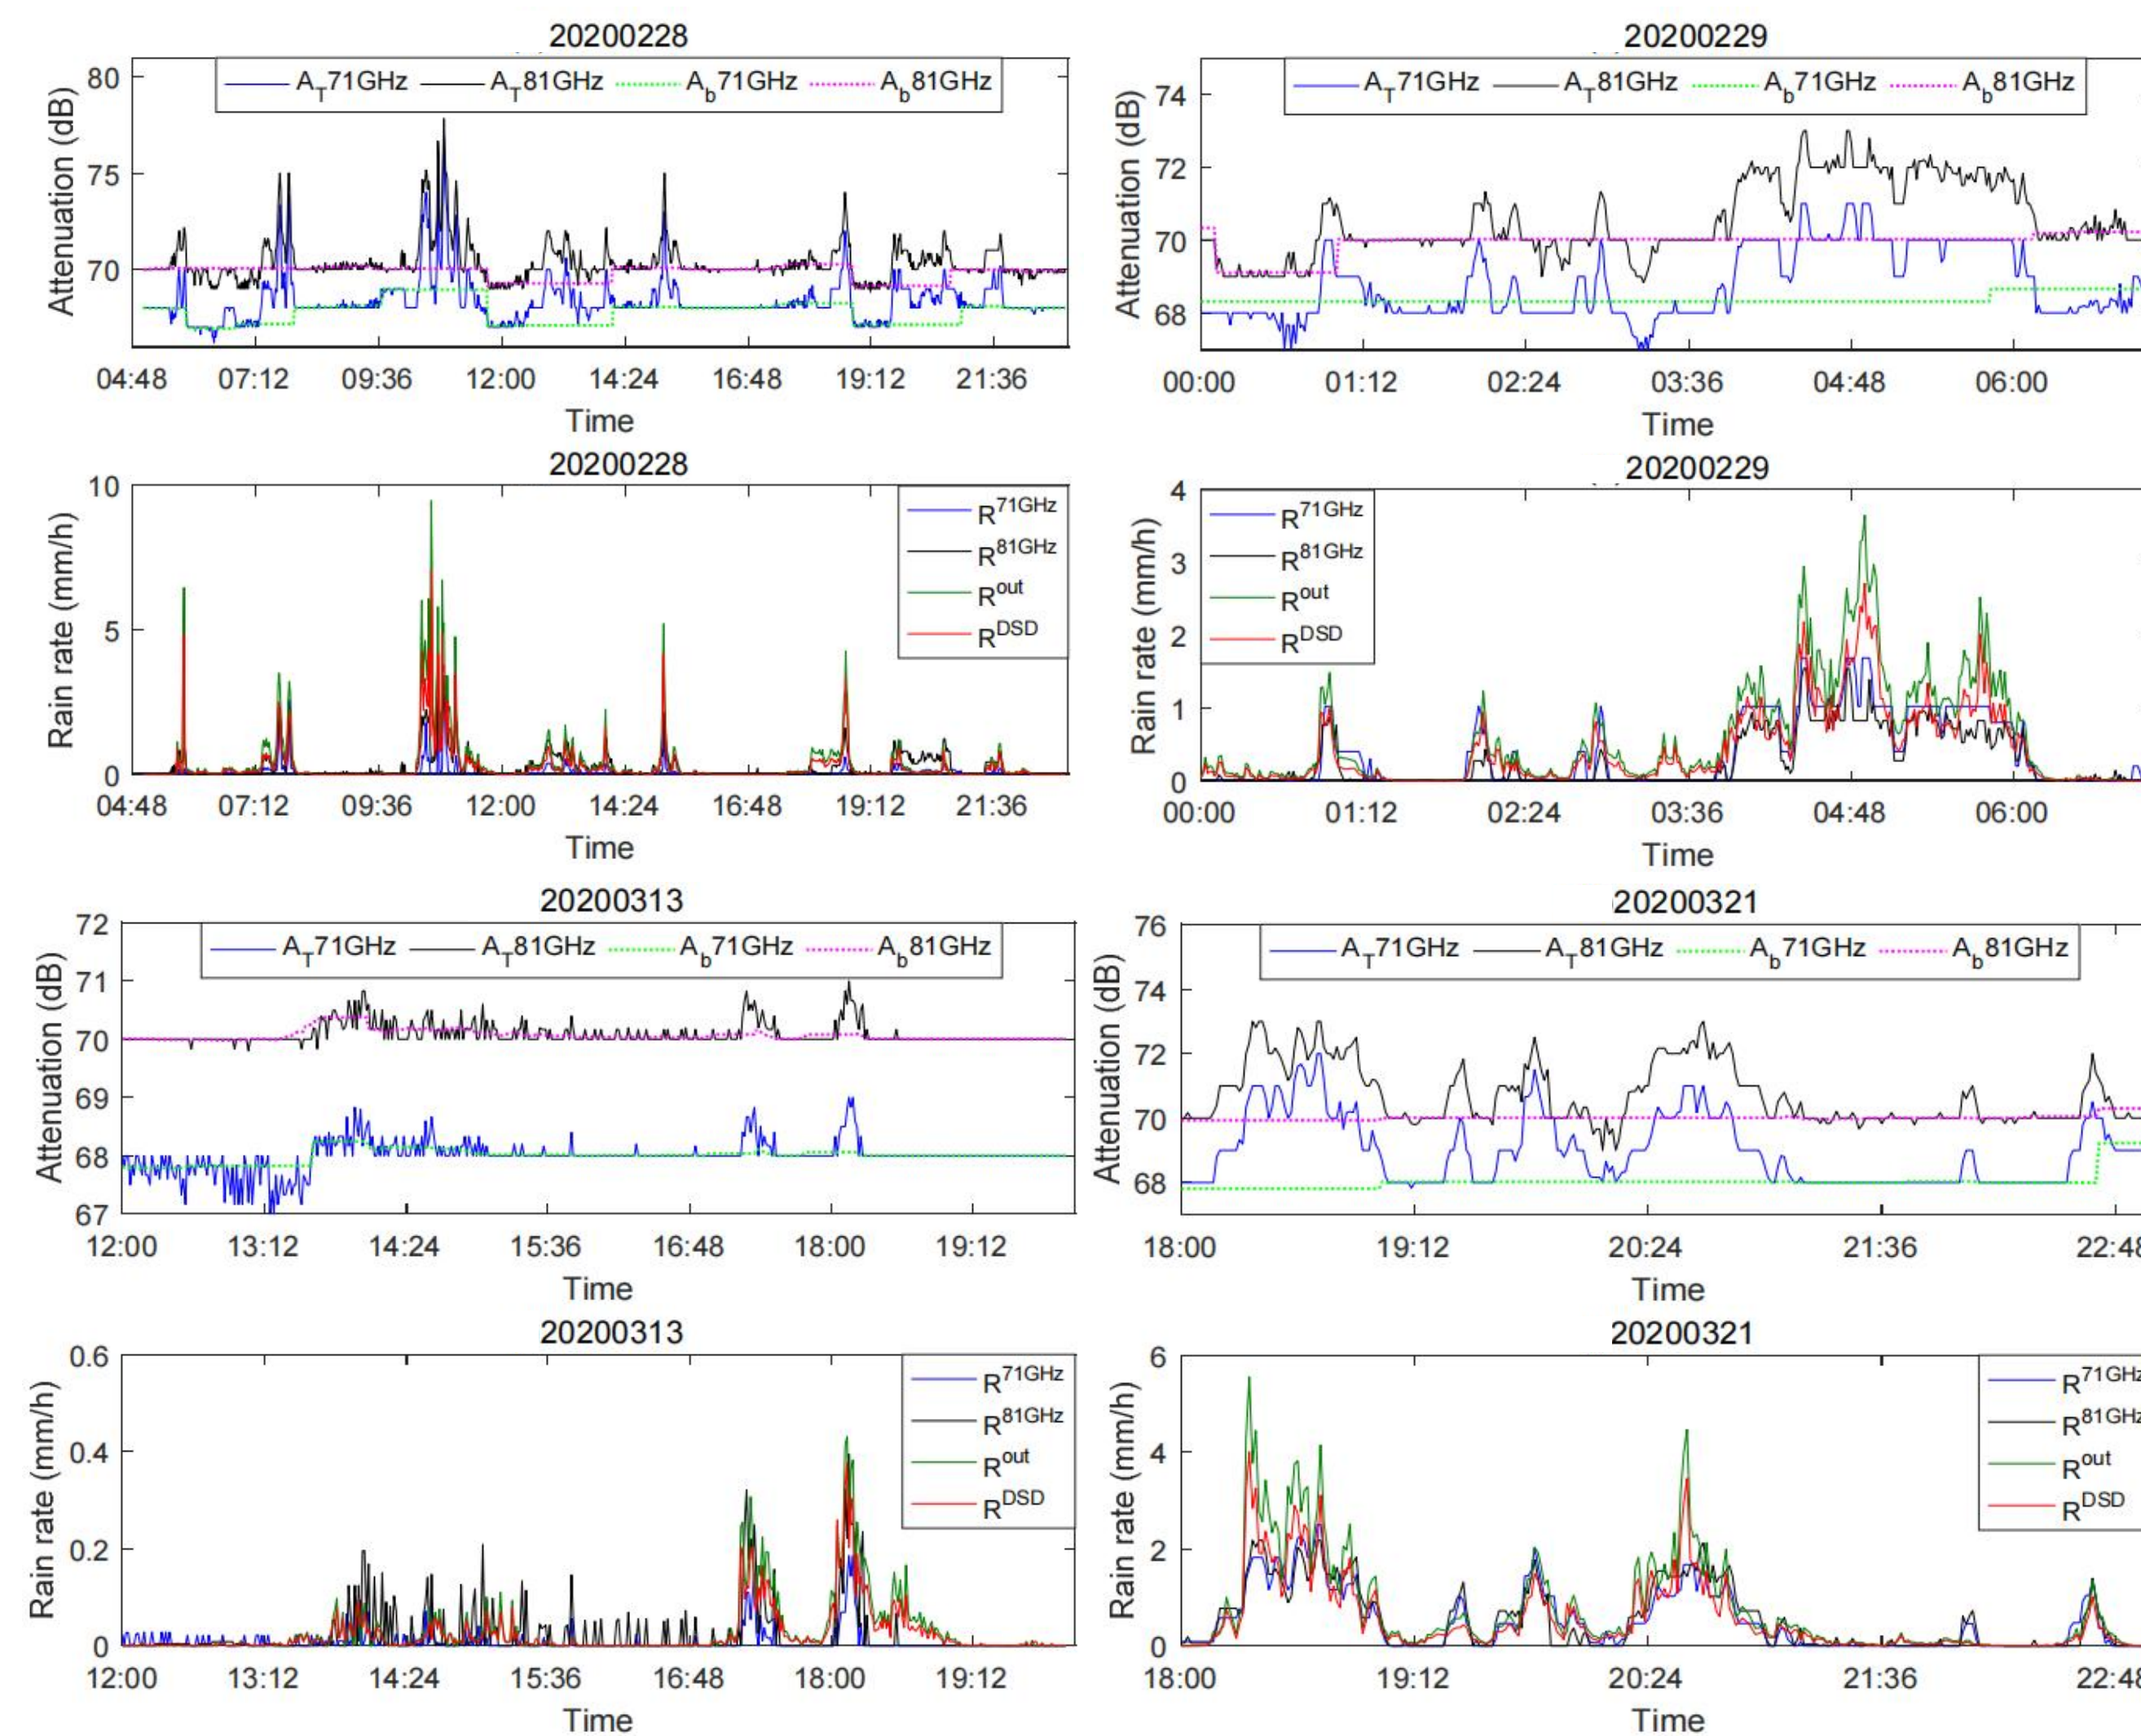 20200228
A_T71GHz A_T81GHz A_b71GHz A_b81GHz
Attenuation (dB)
80
75
70
04:48 07:12 09:36 12:00 14:24 16:48 19:12 21:36
Time
20200229
A_T71GHz A_T81GHz A_b71GHz A_b81GHz
Attenuation (dB)
74
72
70
68
00:00 01:12 02:24 03:36 04:48 06:00
Time
20200228
Rain rate (mm/h)
10
5
0
R^71GHz
R^81GHz
R^out
R^DSD
04:48 07:12 09:36 12:00 14:24 16:48 19:12 21:36
Time
20200229
Rain rate (mm/h)
4
3
2
1
0
R^71GHz
R^81GHz
R^out
R^DSD
00:00 01:12 02:24 03:36 04:48 06:00
Time
20200313
A_T71GHz A_T81GHz A_b71GHz A_b81GHz
Attenuation (dB)
72
71
70
69
68
67
12:00 13:12 14:24 15:36 16:48 18:00 19:12
Time
20200321
A_T71GHz A_T81GHz A_b71GHz A_b81GHz
Attenuation (dB)
76
74
72
70
68
18:00 19:12 20:24 21:36 22:48
Time
20200313
Rain rate (mm/h)
0.6
0.4
0.2
0
R^71GHz
R^81GHz
R^out
R^DSD
12:00 13:12 14:24 15:36 16:48 18:00 19:12
Time
20200321
Rain rate (mm/h)
6
4
2
0
R^71GHz
R^81GHz
R^out
R^DSD
18:00 19:12 20:24 21:36 22:48
Time